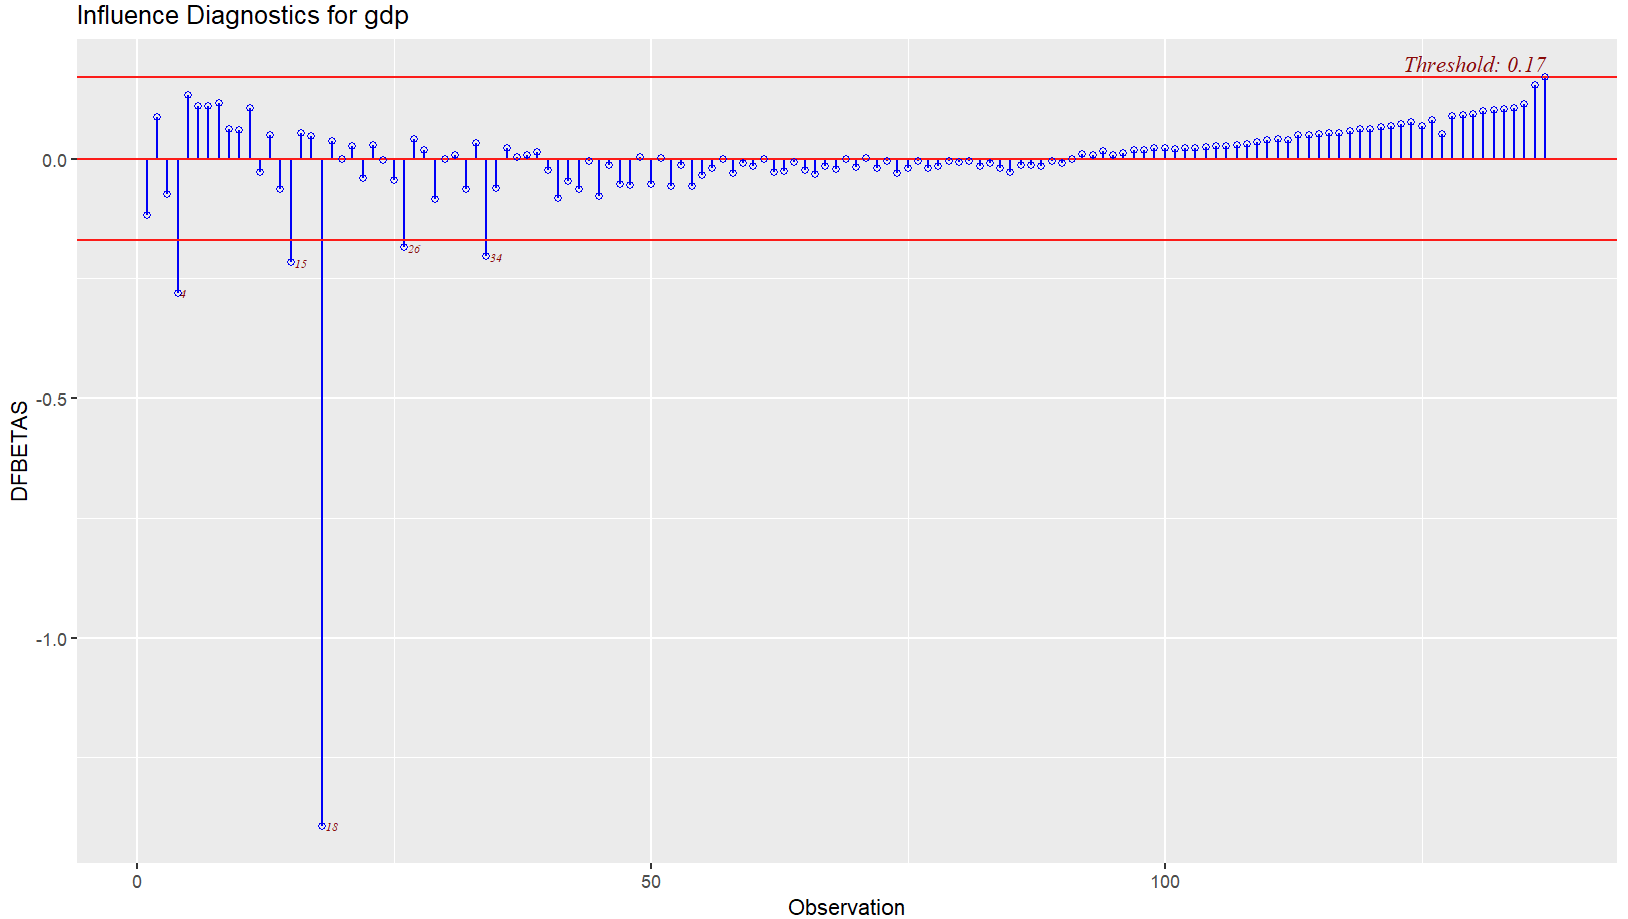 Influence Diagnostics for gdp
Threshold: 0.17
0.0
26
34
15
4
-0.5
DFBETAS
-1.0
18
0
50
100
Observation